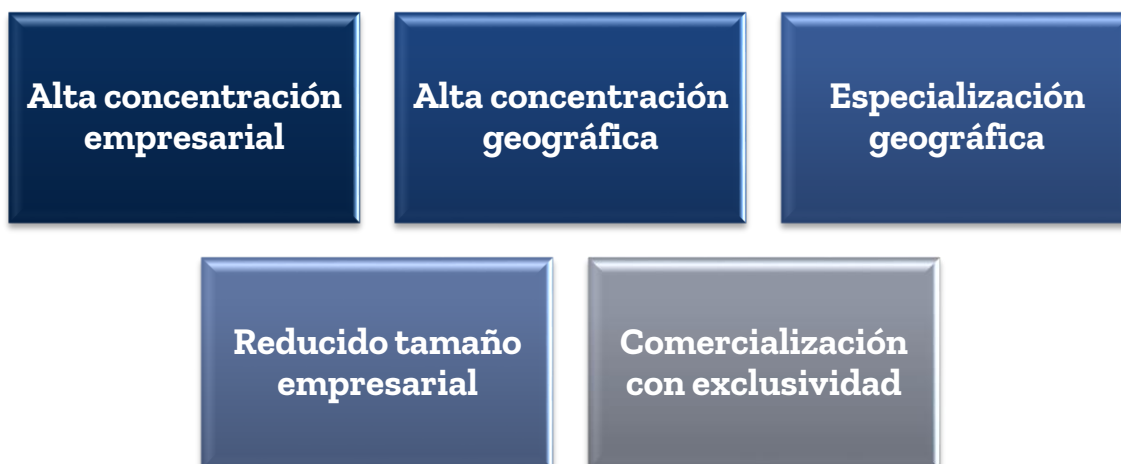 Alta concentración
empresarial
Alta concentración
geográfica
Especialización
geográfica
Reducido tamaño
empresarial
Comercialización
con exclusividad